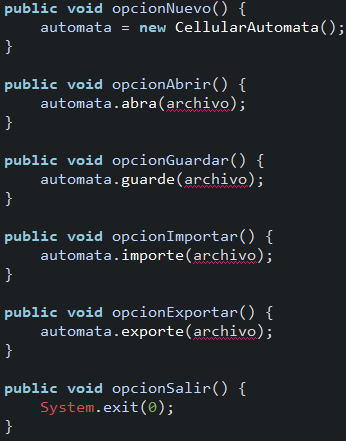 public void opcionNuevo() {
    automata = new CellularAutomata();
}

public void opcionAbrir() {
    automata.abra(archivo);
}

public void opcionGuardar() {
    automata.guarde(archivo);
}

public void opcionImportar() {
    automata.importe(archivo);
}

public void opcionExportar() {
    automata.exporte(archivo);
}

public void opcionSalir() {
    System.exit(0);
}